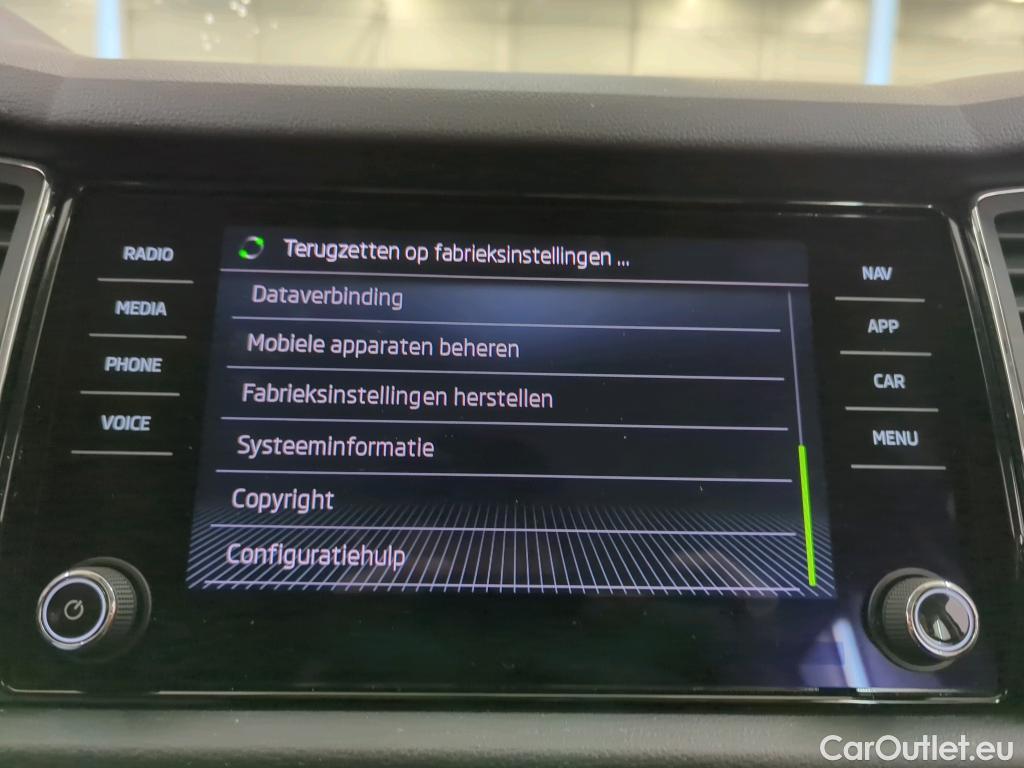 RADIO
MEDIA
PHONE
VOICE
Terugzetten op fabrieksinstellingen ...
Dataverbinding
Mobiele apparaten beheren
Fabrieksinstellingen herstellen
Systeeminformatie
Copyright
Configuratiehulp
NAV
APP
CAR
MENU
CarOutlet.eu